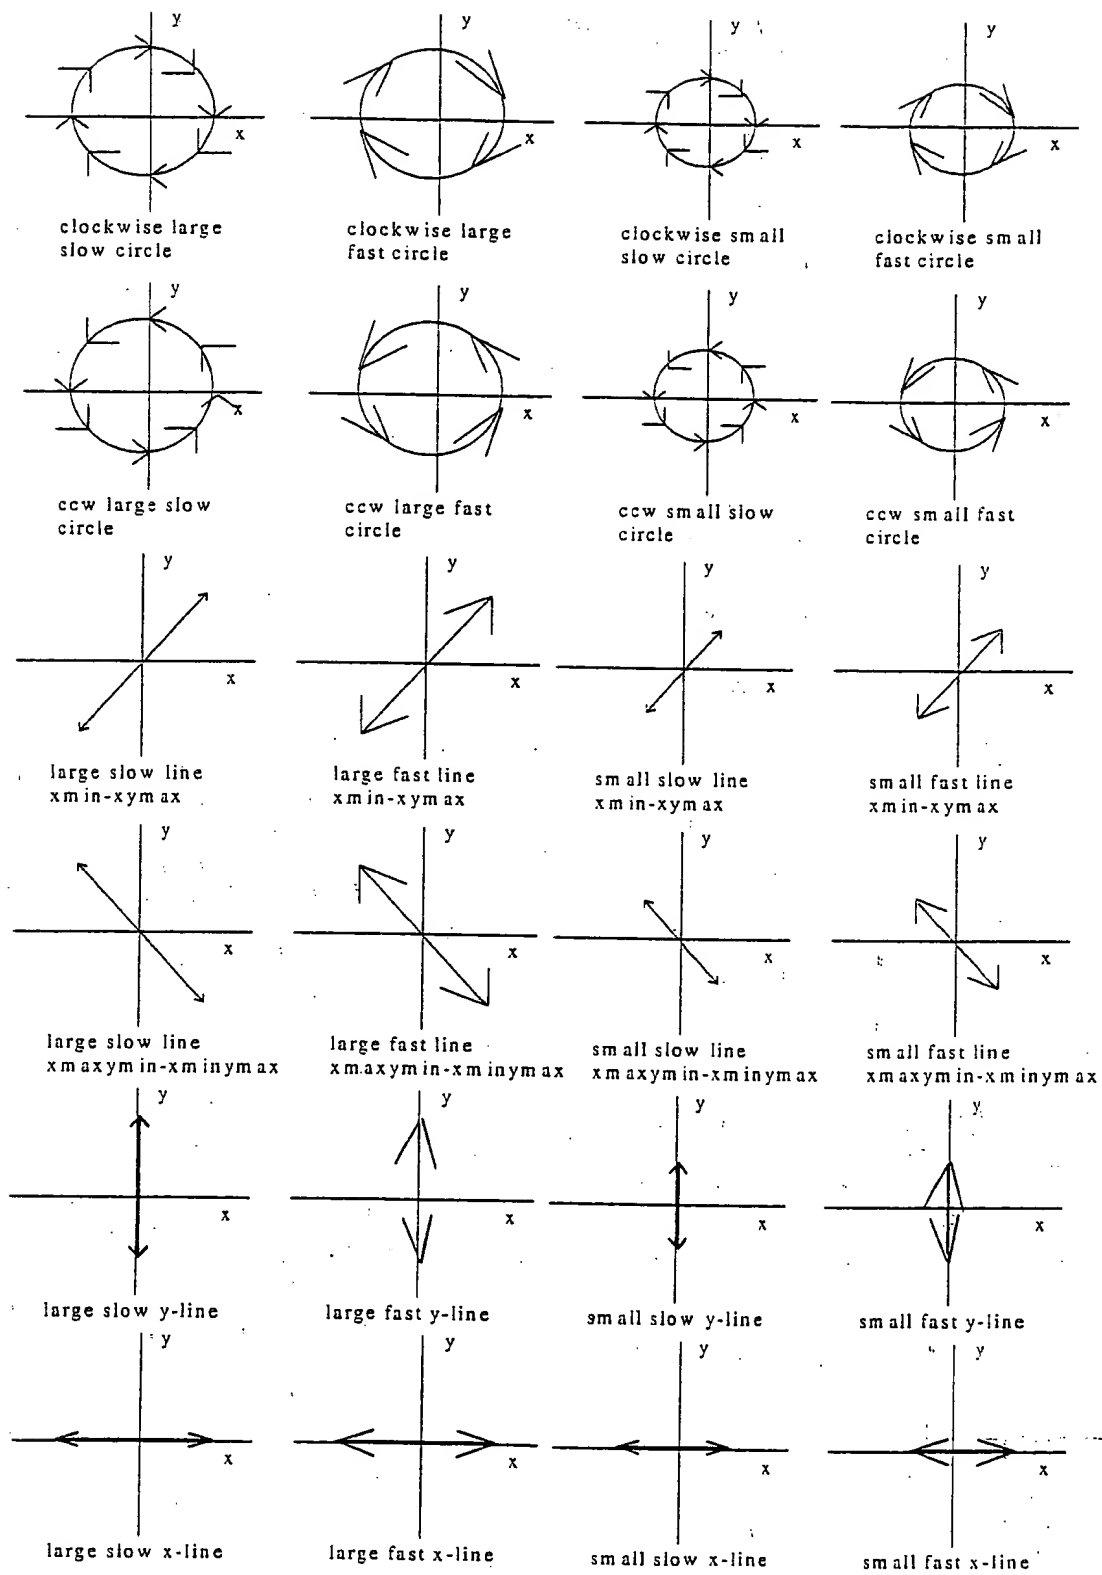 y
y
y
y
x
x
x
x
clockwise large
slow circle
clockwise large
fast circle
clockwise small
slow circle
clockwise small
fast circle
y
y
y
y
x
x
x
x
ccw large slow
circle
ccw large fast
circle
ccw small slow
circle
ccw small fast
circle
y
y
y
y
x
x
x
x
large slow line
xmin-xymax
large fast line
xmin-xymax
small slow line
xmin-xymax
small fast line
xmin-xymax
y
y
y
y
x
x
x
x
large slow line
xmaxymin-xminymax
large fast line
xmaxymin-xminymax
small slow line
xmaxymin-xminymax
small fast line
xmaxymin-xminymax
y
y
y
y
x
x
x
x
large slow y-line
large fast y-line
small slow y-line
small fast y-line
y
y
y
y
x
x
x
x
large slow x-line
large fast x-line
small slow x-line
small fast x-line